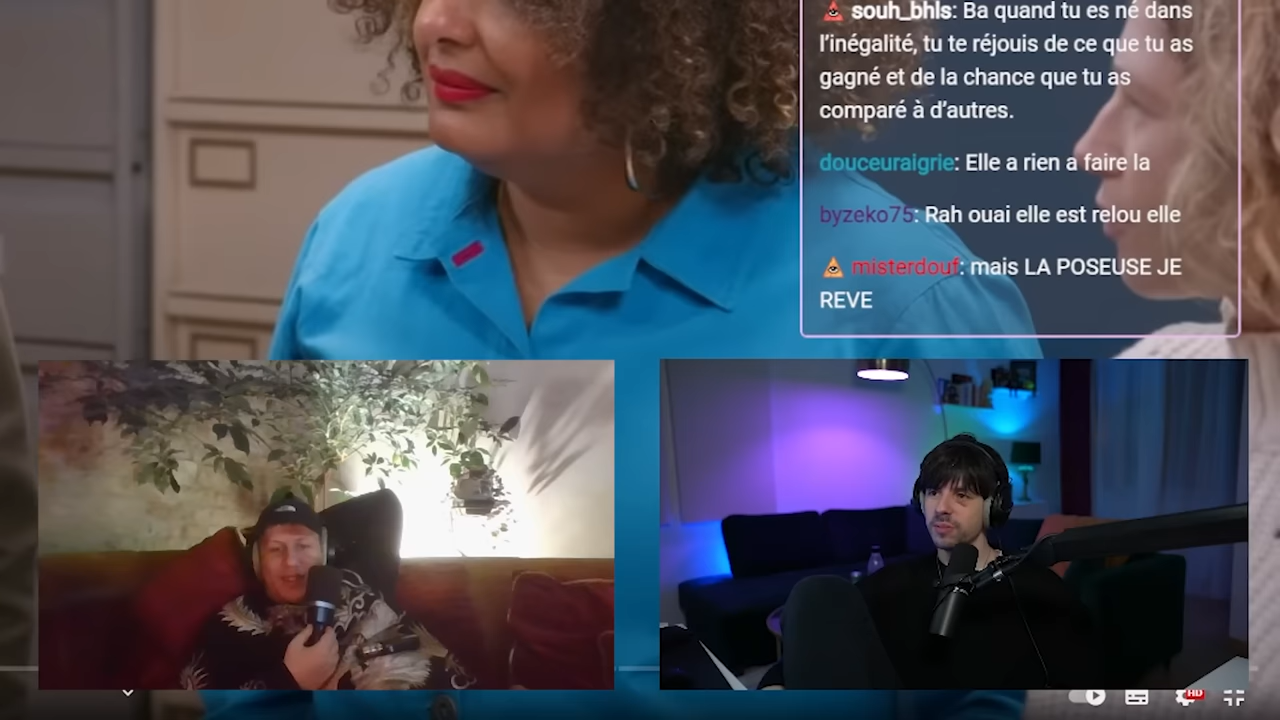 souh_bhls: Ba quand tu es né dans
l'inégalité, tu te réjouis de ce que tu as
gagné et de la chance que tu as
comparé à d'autres.
douceuraigrie: Elle a rien a faire la
byzeko75: Rah ouai elle est relou elle
misterdouf: mais LA POSEUSE JE
REVE
HD